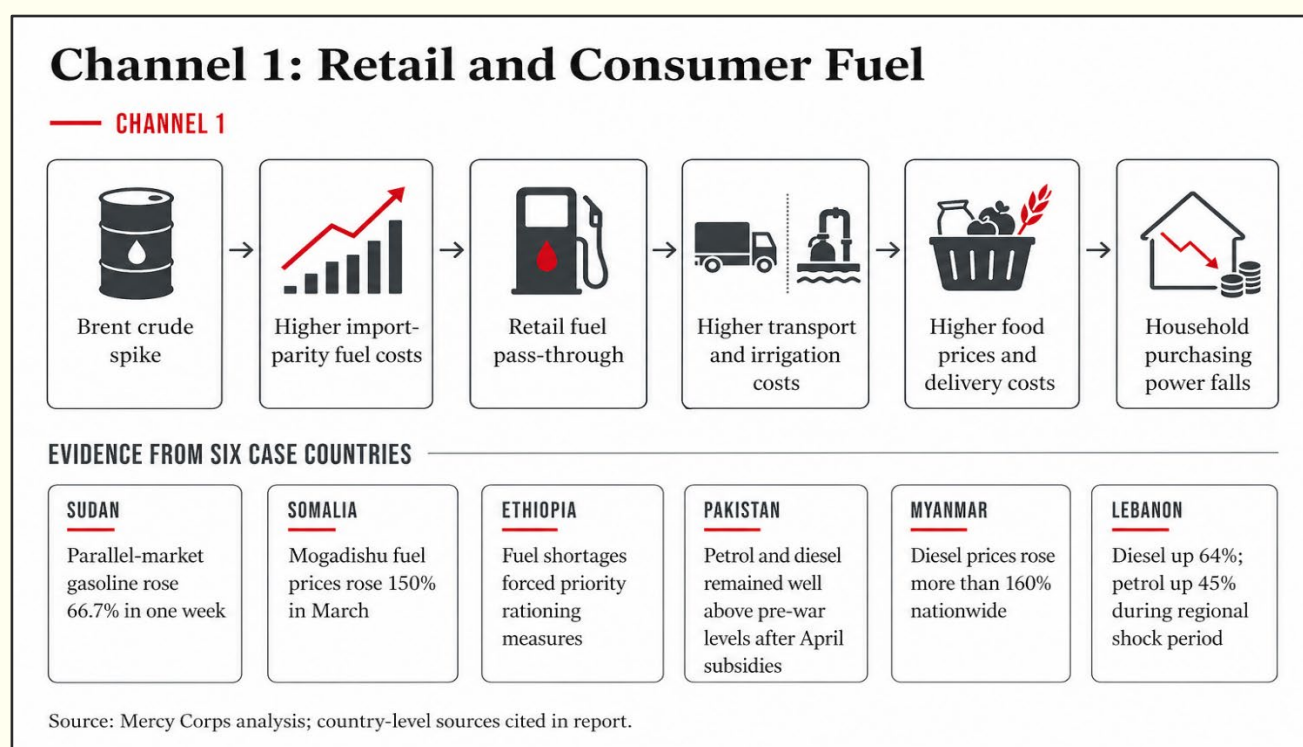 Channel 1: Retail and Consumer Fuel
CHANNEL 1
Brent crude
spike
Higher import-
parity fuel costs
Retail fuel
pass-through
Higher transport
and irrigation
costs
Higher food
prices and
delivery costs
Household
purchasing
power falls
EVIDENCE FROM SIX CASE COUNTRIES
SUDAN
Parallel-market
gasoline rose
66.7% in one week
SOMALIA
Mogadishu fuel
prices rose 150%
in March
ETHIOPIA
Fuel shortages
forced priority
rationing
measures
PAKISTAN
Petrol and diesel
remained well
above pre-war
levels after April
subsidies
MYANMAR
Diesel prices rose
more than 160%
nationwide
LEBANON
Diesel up 64%;
petrol up 45%
during regional
shock period
Source: Mercy Corps analysis; country-level sources cited in report.